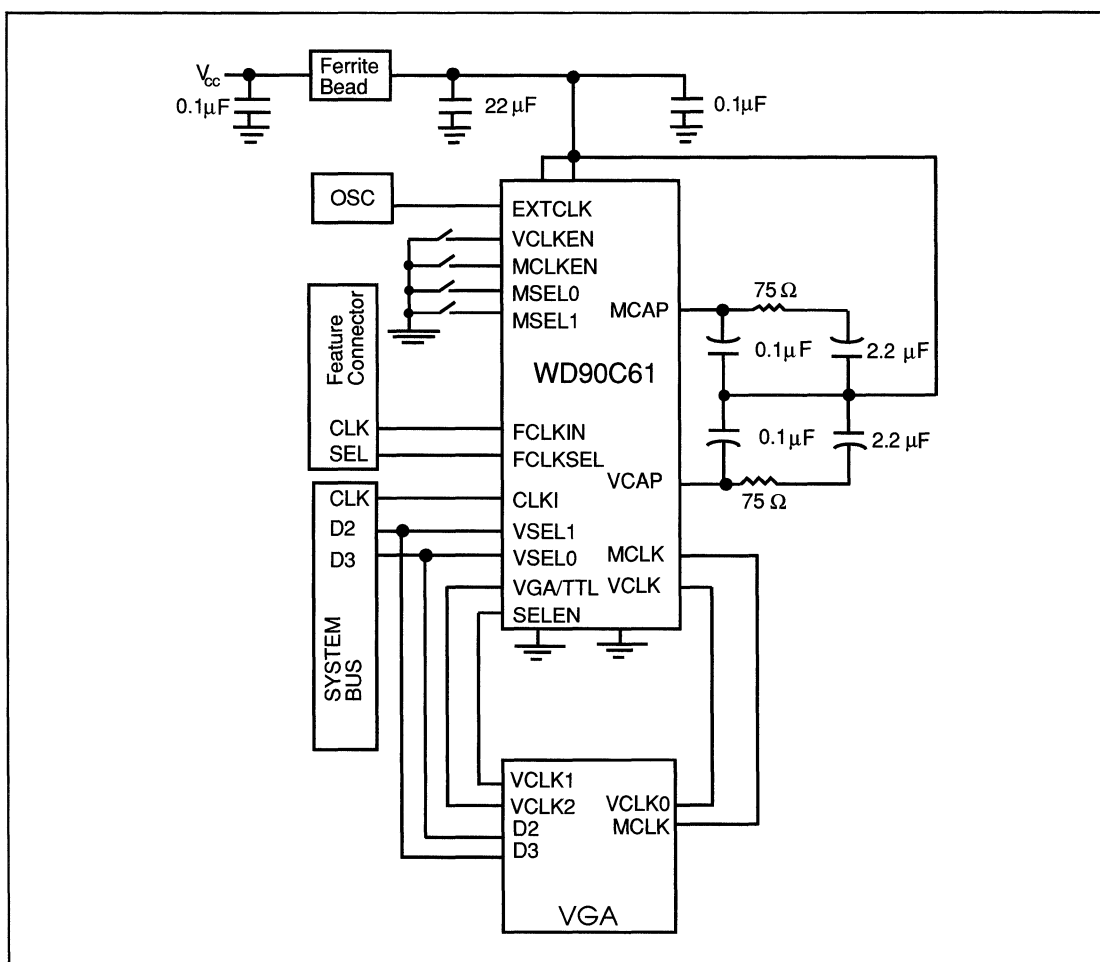 Vcc
Ferrite
Bead
0.1µF
22 µF
0.1µF
OSC
EXTCLK
VCLKEN
MCLKEN
MSEL0
MSEL1
MCAP
75 Ω
0.1µF
2.2 µF
WD90C61
Feature
Connector
CLK
SEL
FCLKIN
FCLKSEL
0.1µF
2.2 µF
VCAP
75 Ω
CLK
D2
D3
SYSTEM
BUS
CLKI
VSEL1
VSEL0
VGA/TTL
SELEN
MCLK
VCLK
VCLK1
VCLK2
D2
D3
VCLK0
MCLK
VGA